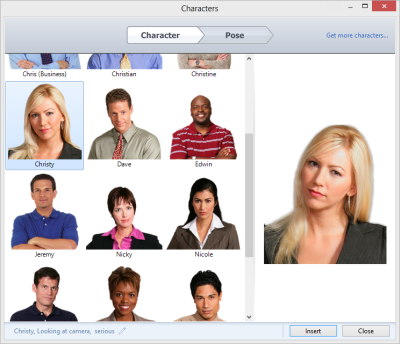 Characters
Character
Pose
Get more characters...
Chris (Business)
Christian
Christine
Christy
Dave
Edwin
Jeremy
Nicky
Nicole
Christy, Looking at camera, serious
Insert
Close